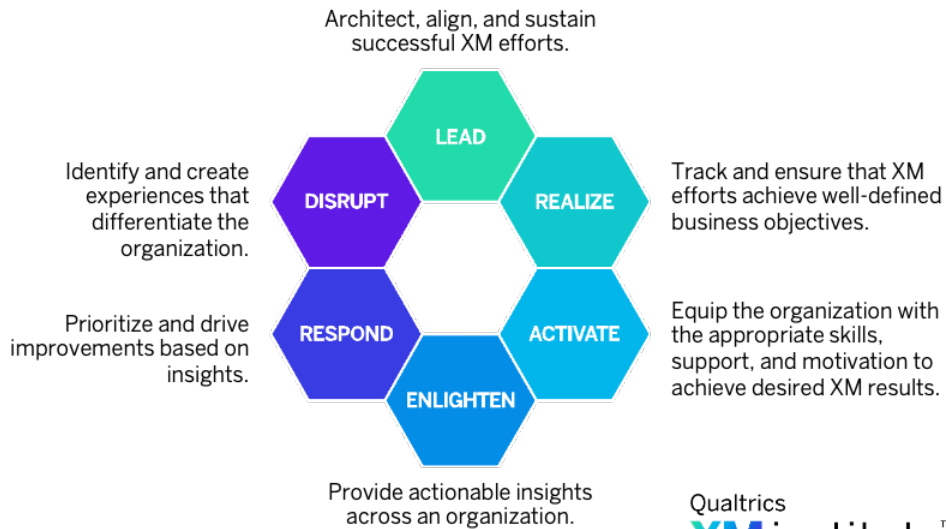 Architect, align, and sustain
successful XM efforts.
LEAD
Identify and create
experiences that
differentiate the
organization.
DISRUPT
REALIZE
Track and ensure that XM
efforts achieve well-defined
business objectives.
Prioritize and drive
improvements based on
insights.
RESPOND
ACTIVATE
Equip the organization with
the appropriate skills,
support, and motivation to
achieve desired XM results.
ENLIGHTEN
Provide actionable insights
across an organization.
Qualtrics
XM